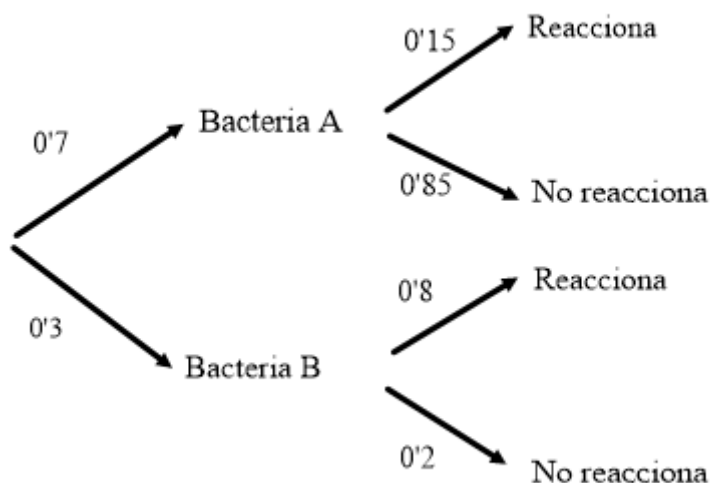 0'15
Reacciona
0'7
Bacteria A
0'85
No reacciona
0'3
Bacteria B
0'8
Reacciona
0'2
No reacciona